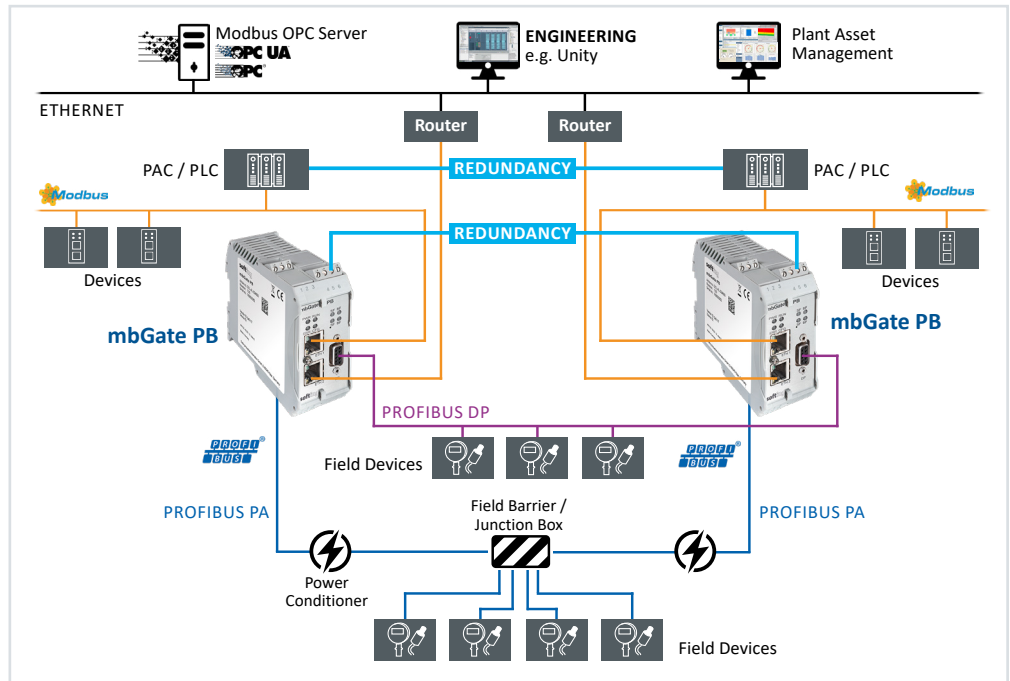 Modbus OPC Server
OPC UA
OPC
ENGINEERING
e.g. Unity
Plant Asset
Management
ETHERNET
Router
Router
PAC / PLC
REDUNDANCY
PAC / PLC
Modbus
Modbus
REDUNDANCY
Devices
Devices
mbGate PB
mbGate PB
PROFIBUS DP
PROFI
BUS
PROFI
BUS
Field Devices
PROFIBUS PA
Field Barrier /
Junction Box
PROFIBUS PA
Power
Conditioner
Field Devices